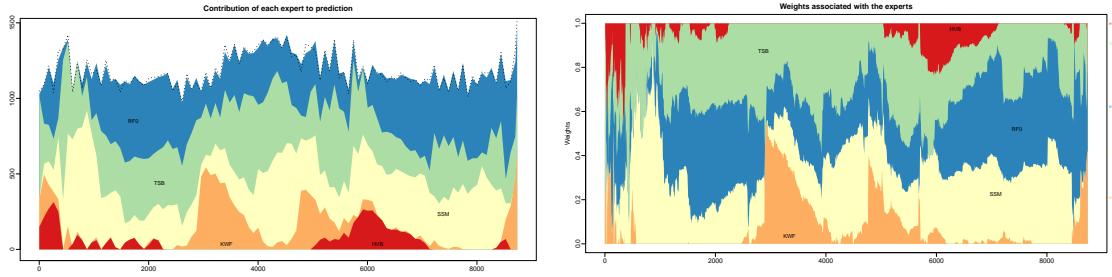 Contribution of each expert to prediction
1500
1000
500
0
RF0
TSB
SSM
KWF
HUB
0
2000
4000
6000
8000
Weights associated with the experts
Weights
1.0
0.8
0.6
0.4
0.2
0.0
HUB
TSB
RF0
SSM
KWF
0
2000
4000
6000
8000